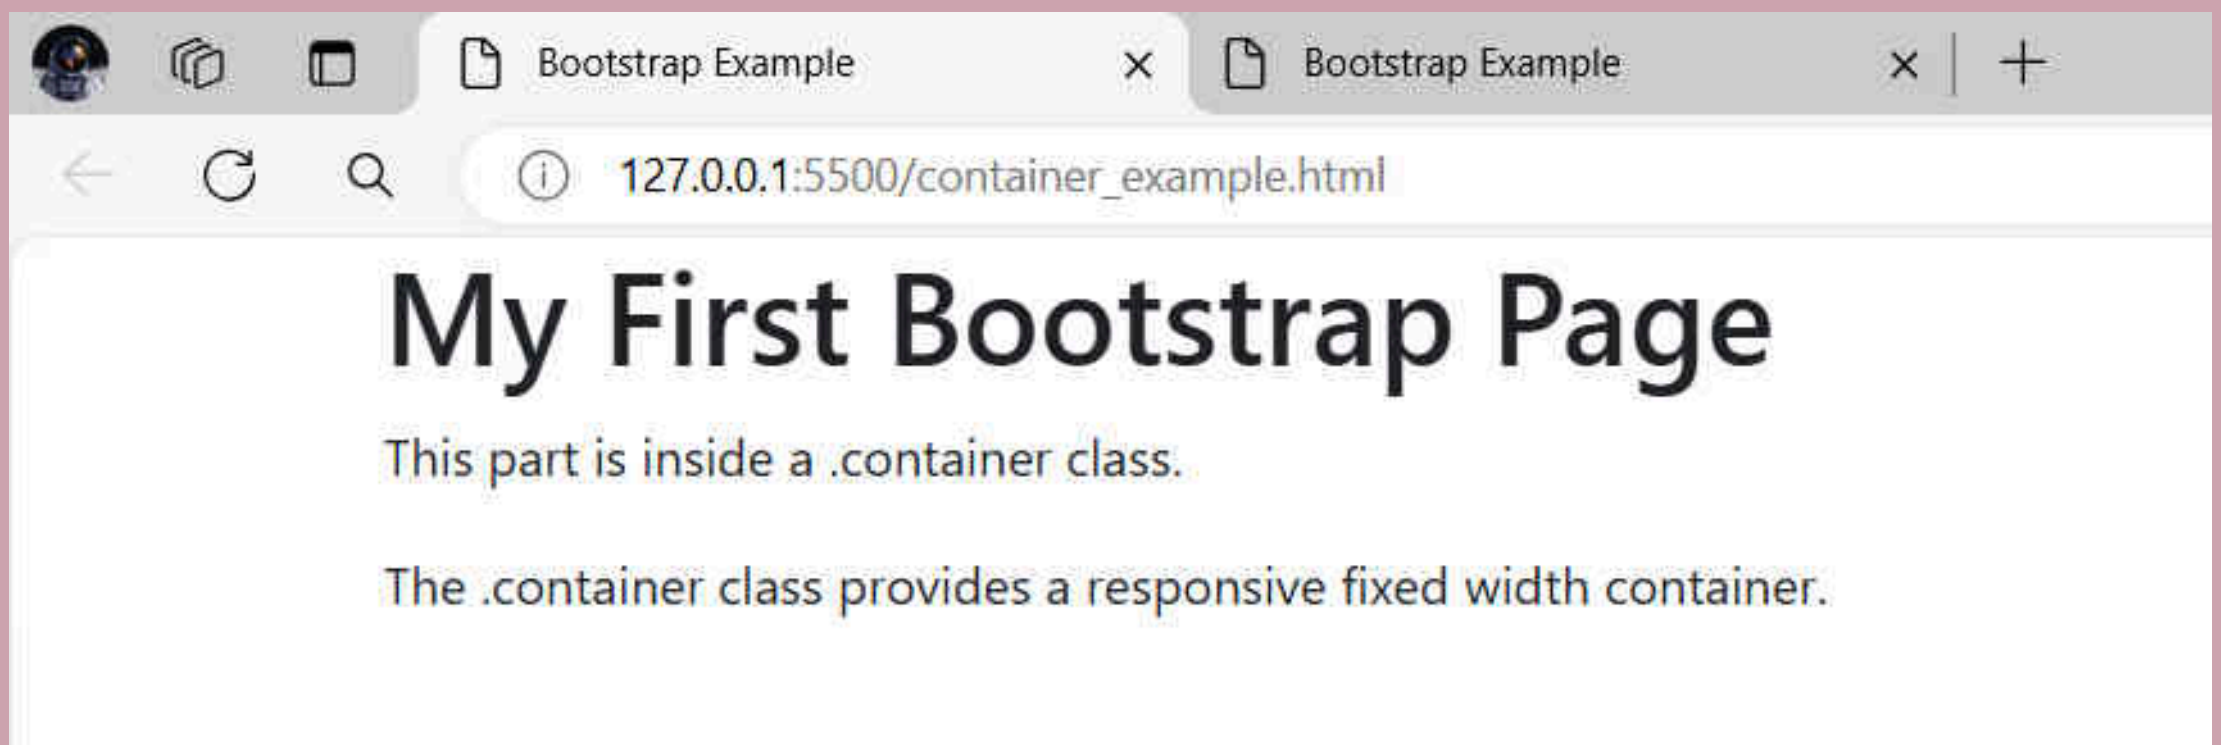 Bootstrap Example
Bootstrap Example
127.0.0.1:5500/container_example.html
My First Bootstrap Page
This part is inside a .container class.
The .container class provides a responsive fixed width container.